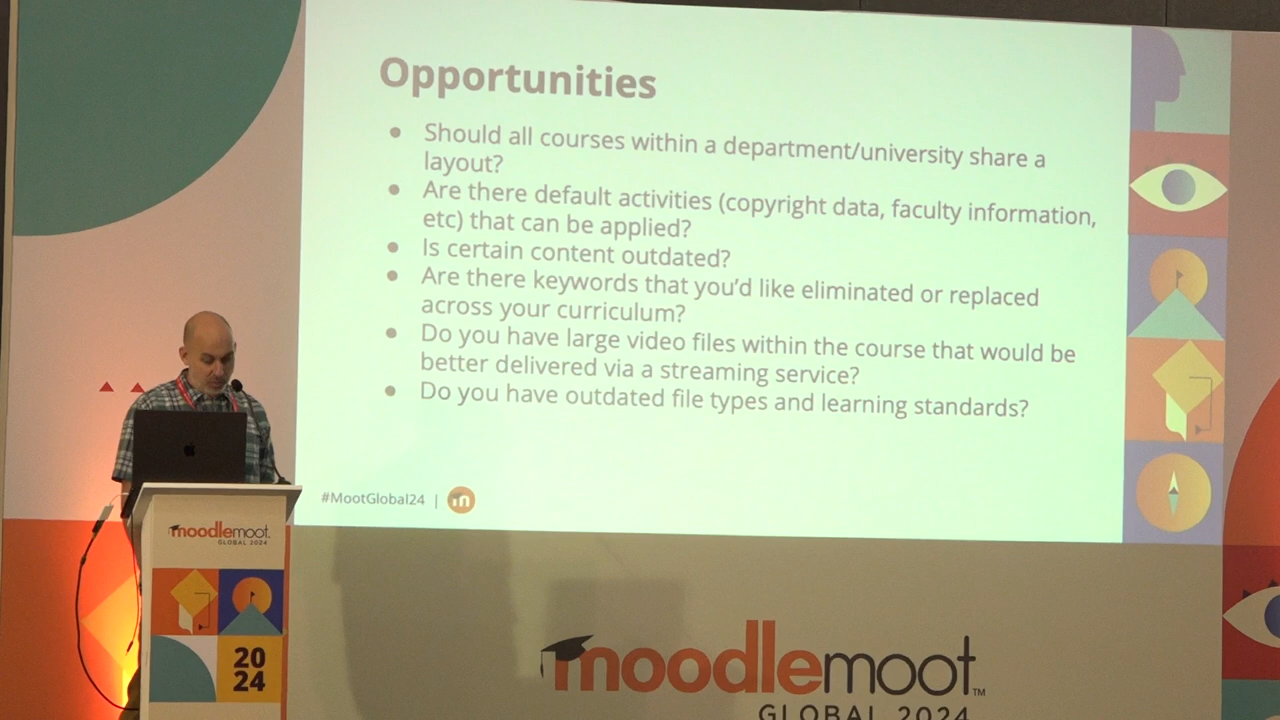 Opportunities
● Should all courses within a department/university share a
layout?
● Are there default activities (copyright data, faculty information,
etc) that can be applied?
● Is certain content outdated?
● Are there keywords that you'd like eliminated or replaced
across your curriculum?
● Do you have large video files within the course that would be
better delivered via a streaming service?
● Do you have outdated file types and learning standards?
#MootGlobal24 | m
moodlemoot
GLOBAL 2024
20
24
moodlemoot™
GLOBAL 2024